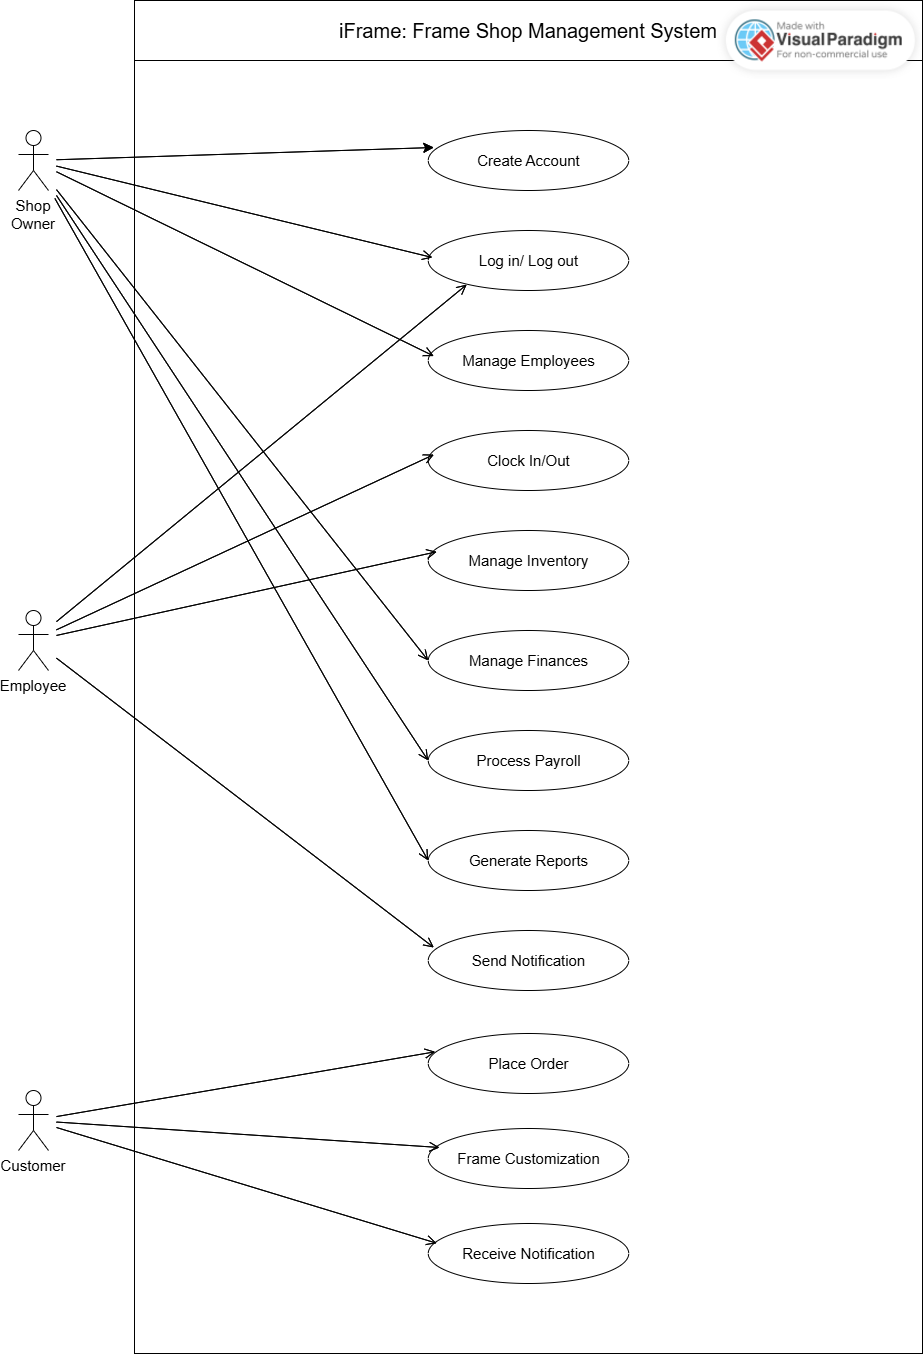 iFrame: Frame Shop Management System
Made with
VisualParadigm
For non-commercial use
Shop
Owner
Create Account
Log in/ Log out
Manage Employees
Clock In/Out
Manage Inventory
Employee
Manage Finances
Process Payroll
Generate Reports
Send Notification
Place Order
Customer
Frame Customization
Receive Notification